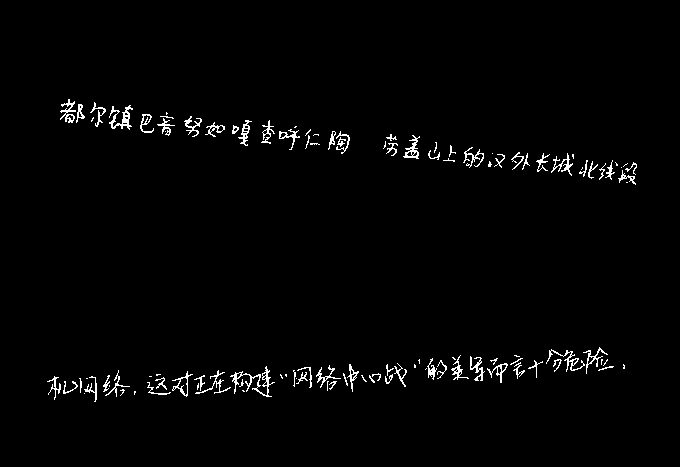 都尔镇巴音努如嘎查呼仁陶 劳盖山上的汉外长城北线段
机网络,这对正在构建“网络中心战”的美军而言十分危险.